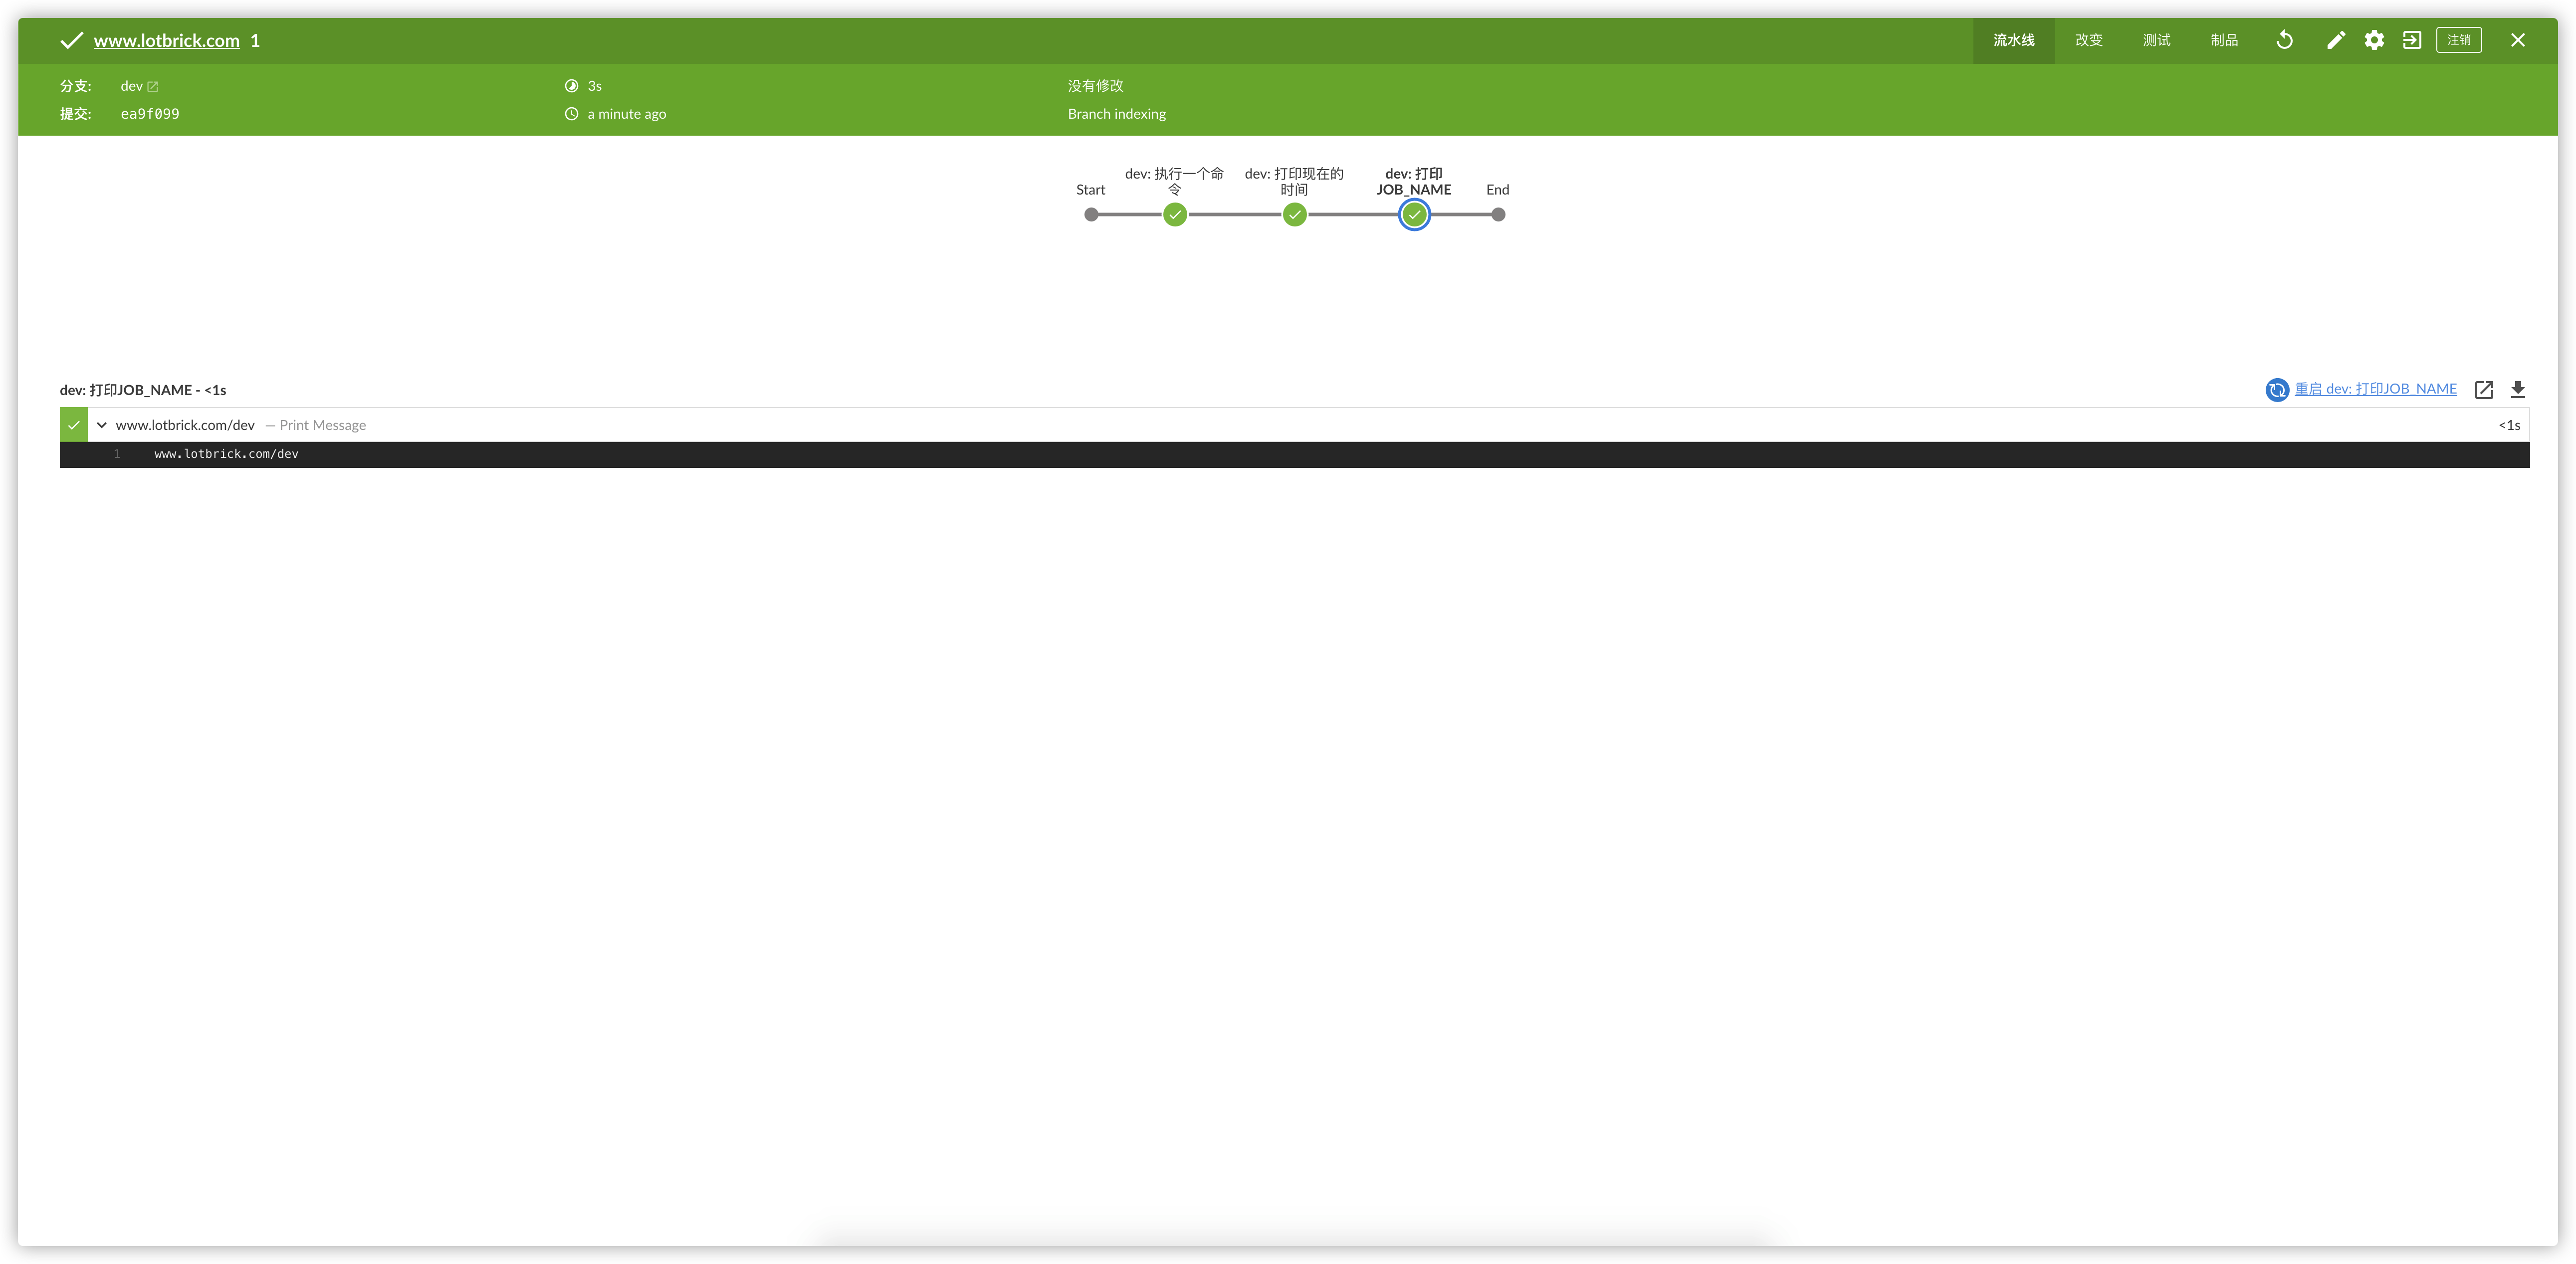 www.lotbrick.com 1
流水线 改变 测试 制品 注销
分支: dev 3s 没有修改
提交: ea9f099 a minute ago Branch indexing
Start
dev: 执行一个命
令
dev: 打印现在的
时间
dev: 打印
JOB_NAME
End
dev: 打印JOB_NAME - <1s
重启 dev: 打印JOB_NAME
www.lotbrick.com/dev — Print Message <1s
1 www.lotbrick.com/dev